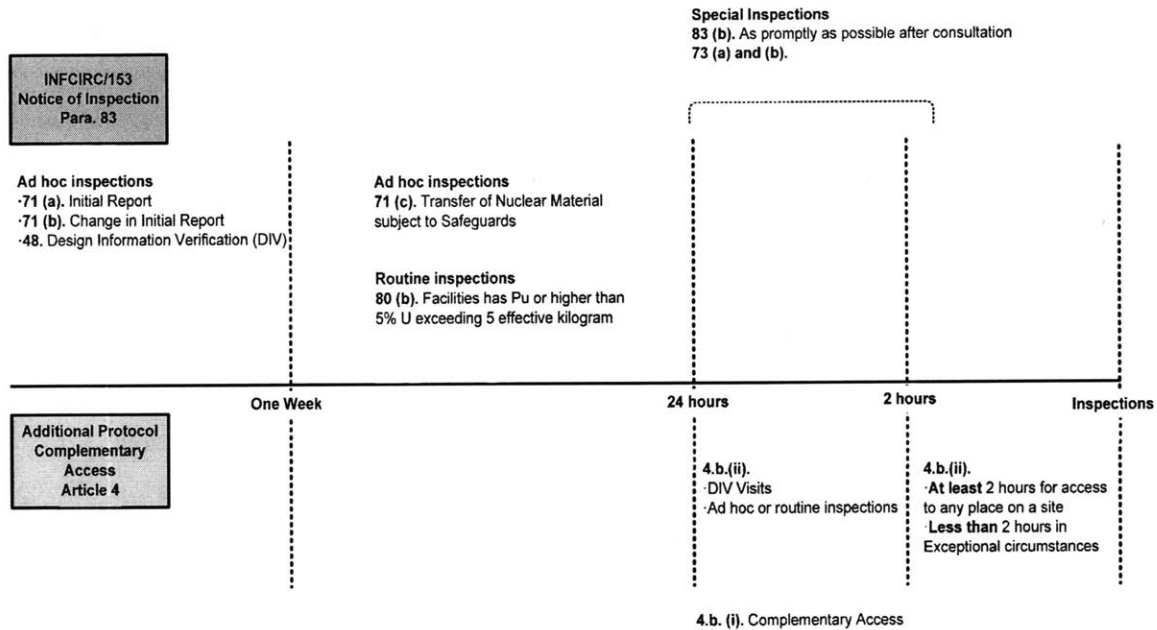 Special Inspections
83 (b). As promptly as possible after consultation
73 (a) and (b).
INFCIRC/153
Notice of Inspection
Para. 83
Ad hoc inspections
·71 (a). Initial Report
·71 (b). Change in Initial Report
·48. Design Information Verification (DIV)
Ad hoc inspections
71 (c). Transfer of Nuclear Material
subject to Safeguards
Routine inspections
80 (b). Facilities has Pu or higher than
5% U exceeding 5 effective kilogram
One Week
24 hours
2 hours
Inspections
Additional Protocol
Complementary
Access
Article 4
4.b.(ii).
·DIV Visits
·Ad hoc or routine inspections
4.b.(ii).
·At least 2 hours for access
to any place on a site
·Less than 2 hours in
Exceptional circumstances
4.b. (i). Complementary Access